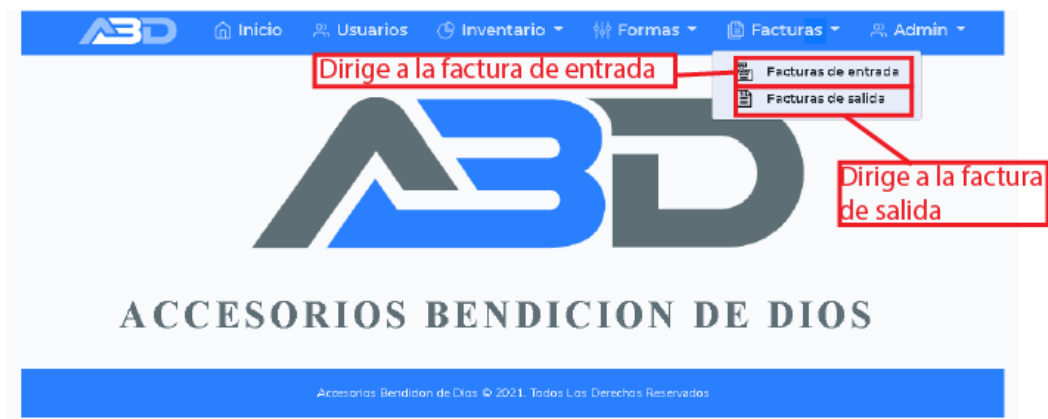 ABD Inicio Usuarios Inventario Formas Facturas Admin
Dirige a la factura de entrada
Facturas de entrada
Facturas de salida
Dirige a la factura
de salida
ABD
ACCESORIOS BENDICION DE DIOS
Accesorios Bendicion de Dios © 2021. Todos Los Derechos Reservados